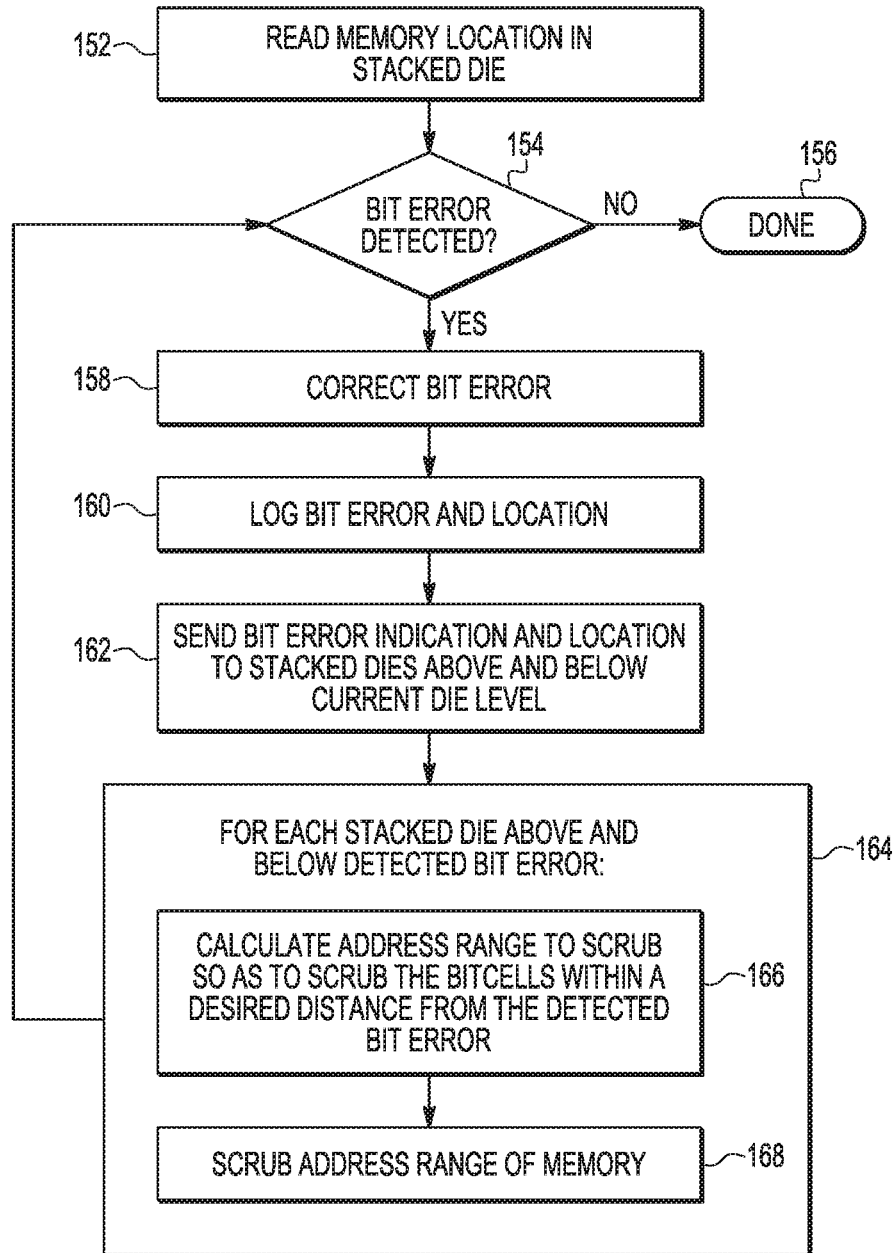 152
READ MEMORY LOCATION IN
STACKED DIE
154
156
BIT ERROR
DETECTED?
NO
DONE
YES
158
CORRECT BIT ERROR
160
LOG BIT ERROR AND LOCATION
162
SEND BIT ERROR INDICATION AND LOCATION
TO STACKED DIES ABOVE AND BELOW
CURRENT DIE LEVEL
FOR EACH STACKED DIE ABOVE AND
BELOW DETECTED BIT ERROR:
164
CALCULATE ADDRESS RANGE TO SCRUB
SO AS TO SCRUB THE BITCELLS WITHIN A
DESIRED DISTANCE FROM THE DETECTED
BIT ERROR
166
SCRUB ADDRESS RANGE OF MEMORY
168